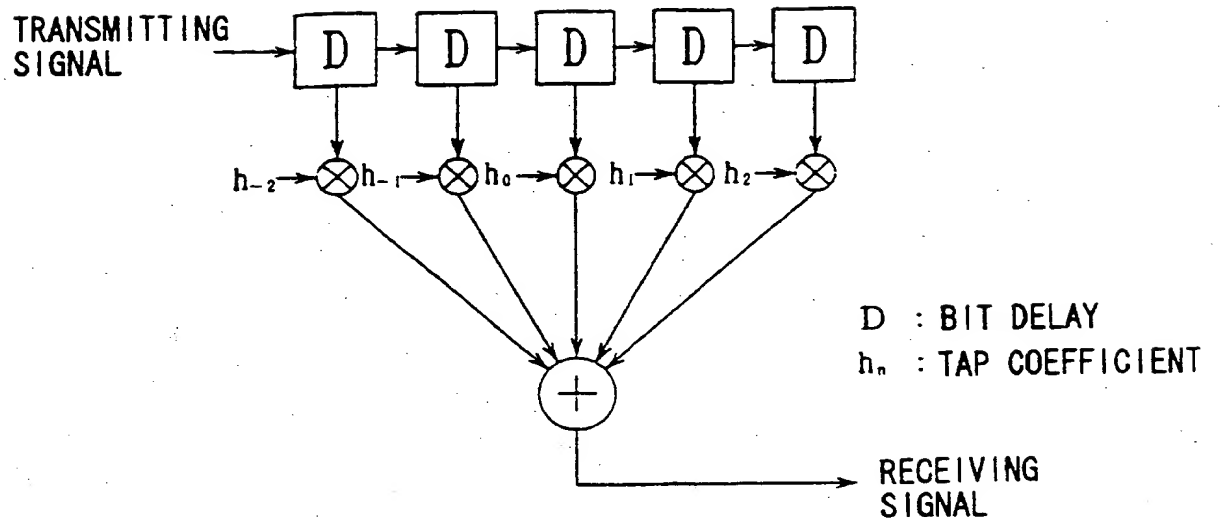 TRANSMITTING
SIGNAL
D D D D D
h₋₂ h₋₁ h₀ h₁ h₂
+
D : BIT DELAY
hₙ : TAP COEFFICIENT
RECEIVING
SIGNAL